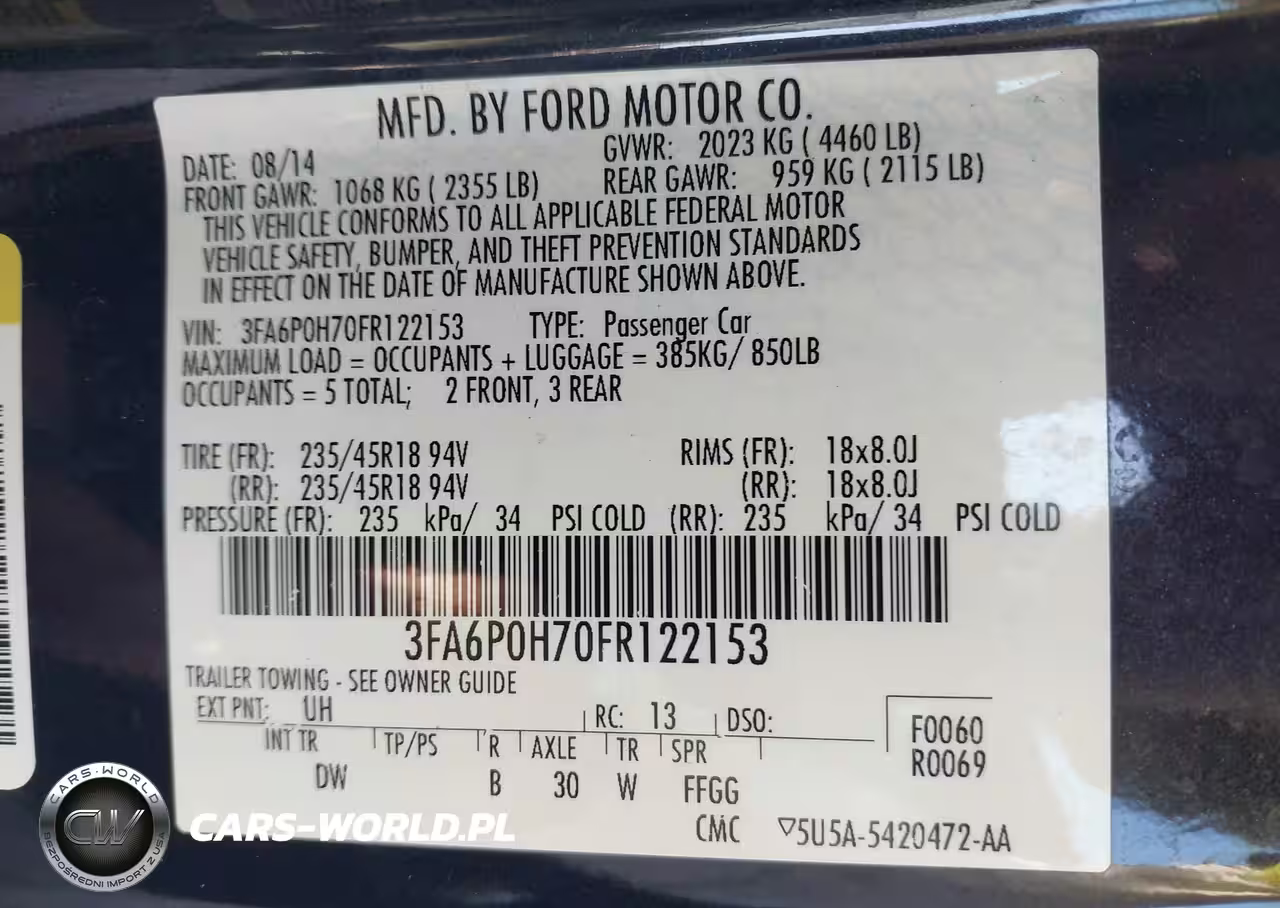 MFD. BY FORD MOTOR CO.
DATE: 08/14
GVWR: 2023 KG ( 4460 LB)
FRONT GAWR: 1068 KG ( 2355 LB)
REAR GAWR: 959 KG ( 2115 LB)
THIS VEHICLE CONFORMS TO ALL APPLICABLE FEDERAL MOTOR
VEHICLE SAFETY, BUMPER, AND THEFT PREVENTION STANDARDS
IN EFFECT ON THE DATE OF MANUFACTURE SHOWN ABOVE.
VIN: 3FA6P0H70FR122153 TYPE: Passenger Car
MAXIMUM LOAD = OCCUPANTS + LUGGAGE = 385KG/ 850LB
OCCUPANTS = 5 TOTAL; 2 FRONT, 3 REAR
TIRE (FR): 235/45R18 94V RIMS (FR): 18x8.0J
(RR): 235/45R18 94V (RR): 18x8.0J
PRESSURE (FR): 235 kPa/ 34 PSI COLD (RR): 235 kPa/ 34 PSI COLD
3FA6P0H70FR122153
TRAILER TOWING - SEE OWNER GUIDE
EXT PNT: UH RC: 13 DSO:
F0060
R0069
INT TR TP/PS R AXLE TR SPR
DW B 30 W FFGG
CMC ▽5U5A-5420472-AA
CARS-WORLD
CW
BEZPOŚREDNI IMPORT Z USA
CARS-WORLD.PL